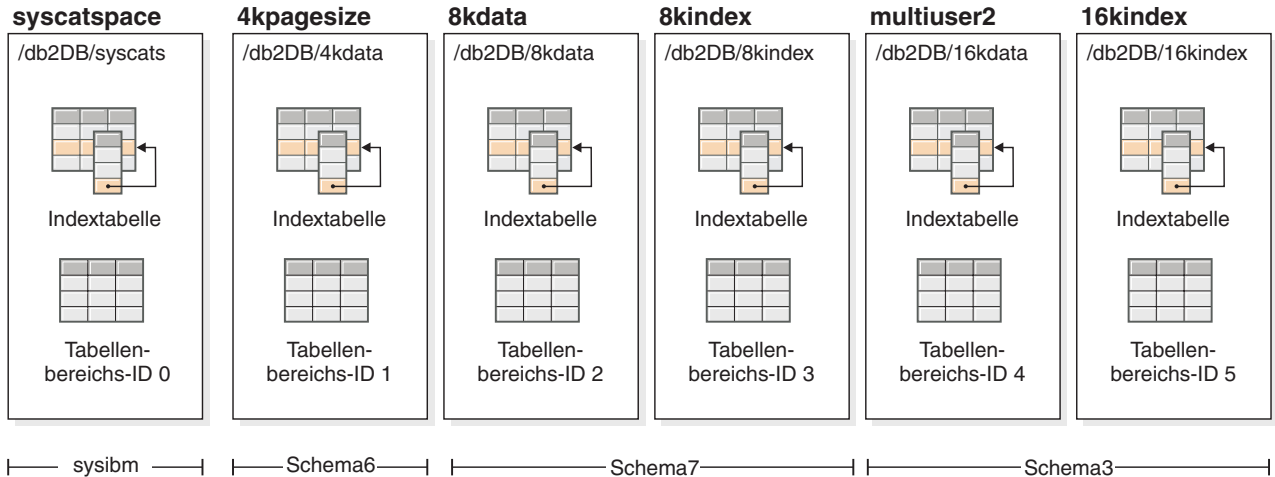 syscatspace
/db2DB/syscats
Indextabelle
Tabellen-
bereichs-ID 0
4kpagesize
/db2DB/4kdata
Indextabelle
Tabellen-
bereichs-ID 1
8kdata
/db2DB/8kdata
Indextabelle
Tabellen-
bereichs-ID 2
8kindex
/db2DB/8kindex
Indextabelle
Tabellen-
bereichs-ID 3
multiuser2
/db2DB/16kdata
Indextabelle
Tabellen-
bereichs-ID 4
16kindex
/db2DB/16kindex
Indextabelle
Tabellen-
bereichs-ID 5
sysibm
Schema6
Schema7
Schema3